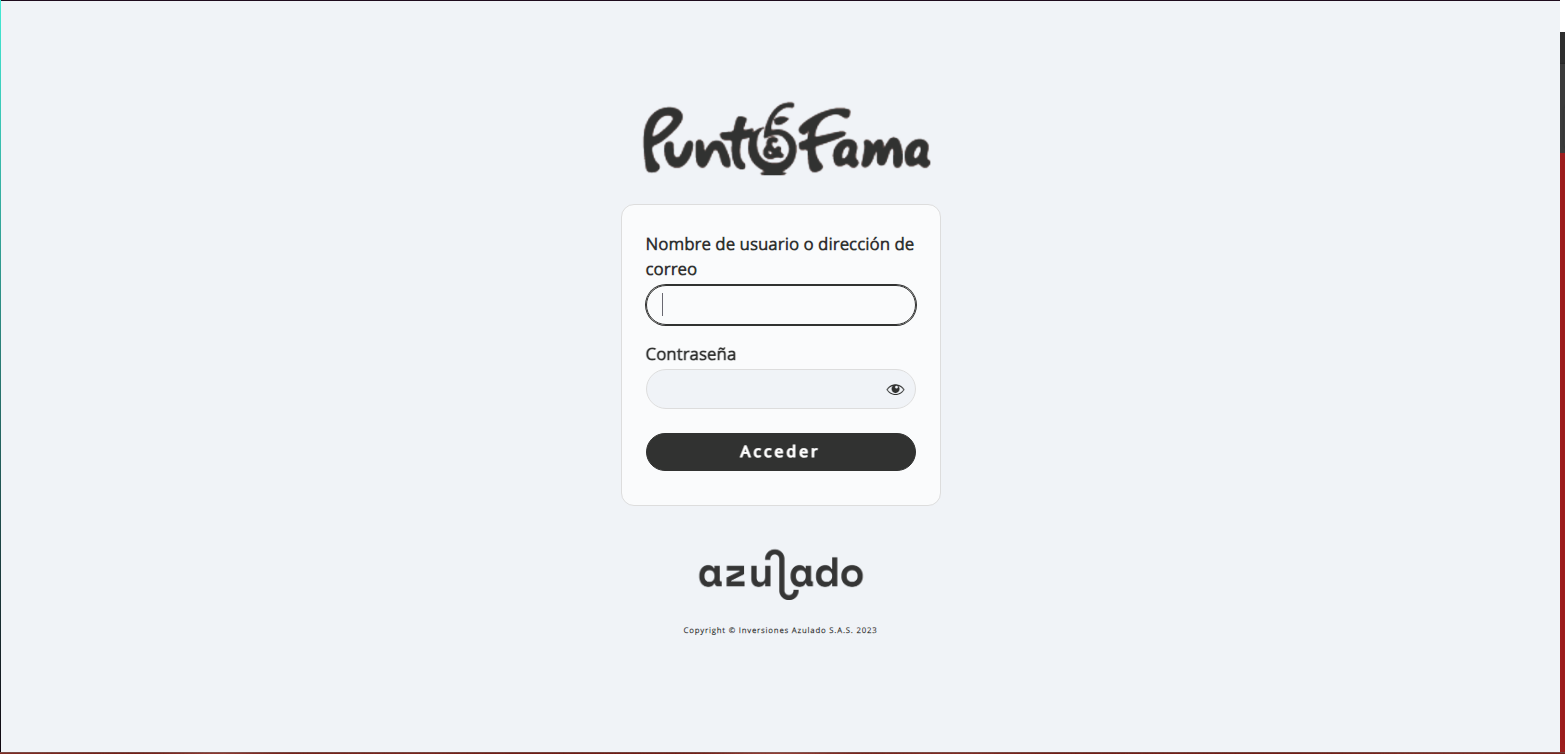 Punto & Fama
Nombre de usuario o dirección de
correo
Contraseña
Acceder
azulado
Copyright © Inversiones Azulado S.A.S. 2023